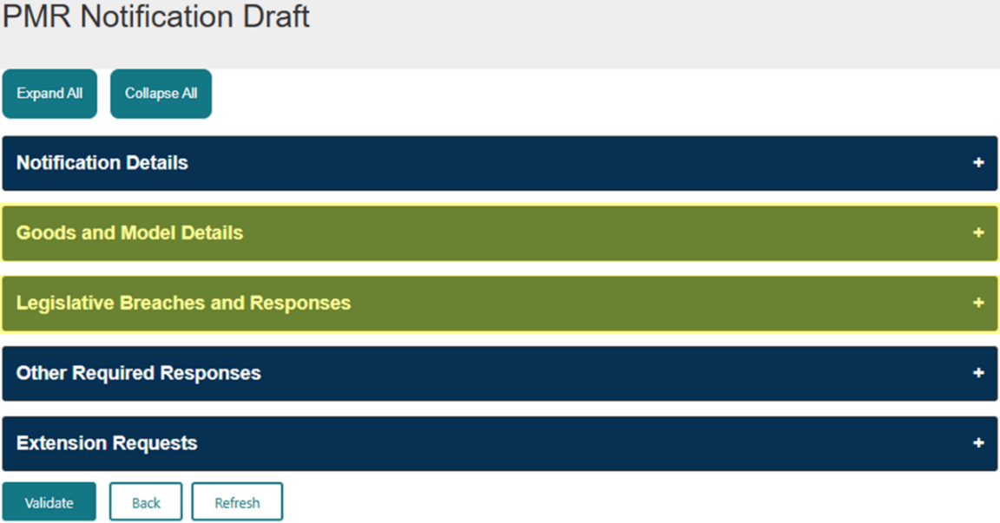 PMR Notification Draft
Expand All Collapse All
Notification Details +
Goods and Model Details +
Legislative Breaches and Responses +
Other Required Responses +
Extension Requests +
Validate Back Refresh